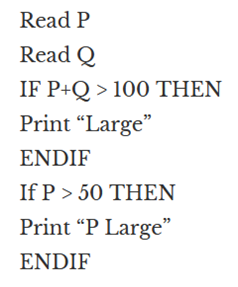 Read P
Read Q
IF P+Q > 100 THEN
Print “Large”
ENDIF
If P > 50 THEN
Print “P Large”
ENDIF